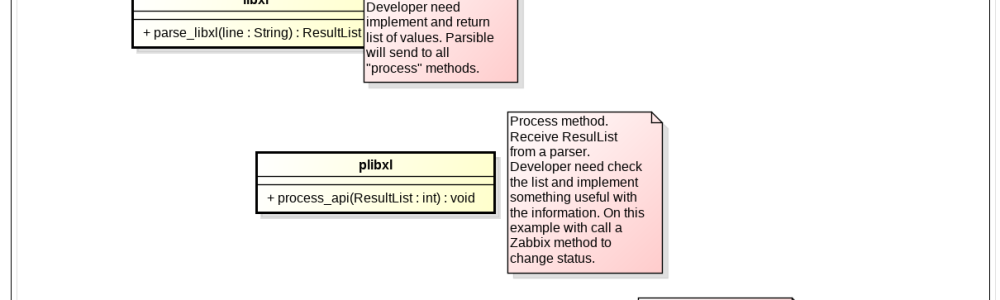 libxl
+ parse_libxl(line : String) : ResultList
Developer need
implement and return
list of values. Parsible
will send to all
"process" methods.
Process method.
Receive ResulList
from a parser.
Developer need check
the list and implement
something useful with
the information. On this
example with call a
Zabbix method to
change status.
plibxl
+ process_api(ResultList : int) : void